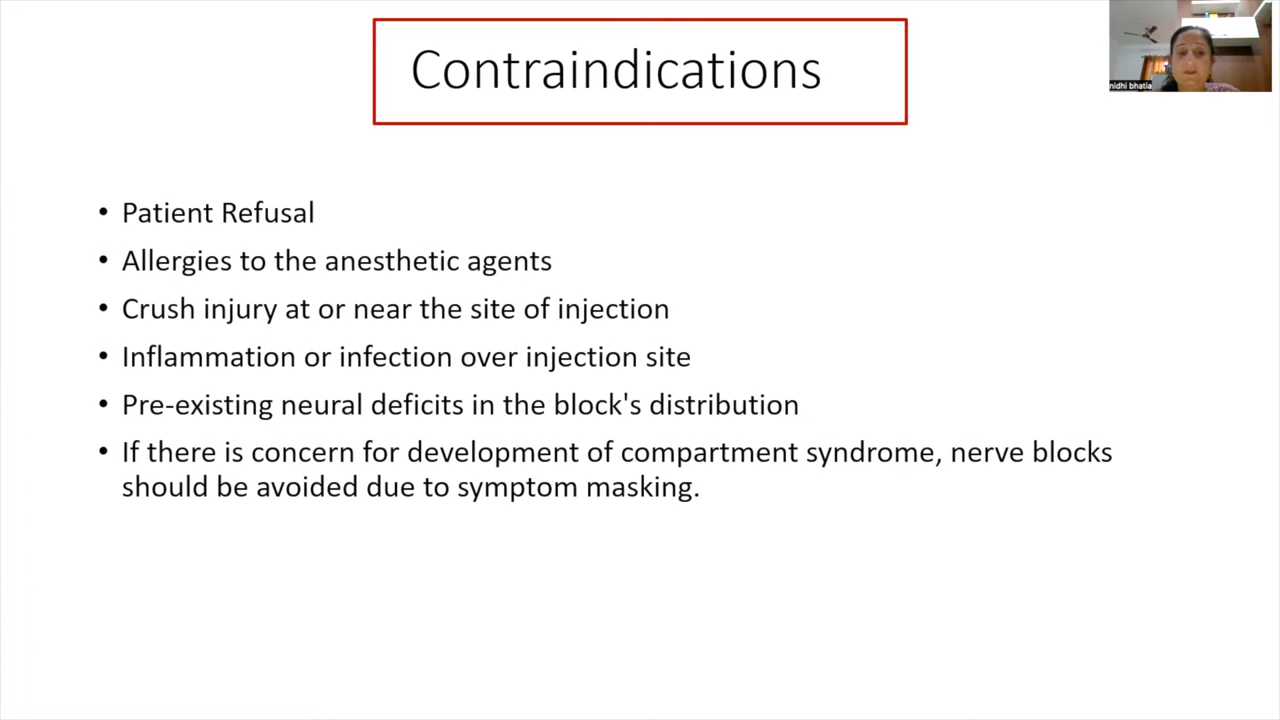 Contraindications
nidhi bhatia
• Patient Refusal
• Allergies to the anesthetic agents
• Crush injury at or near the site of injection
• Inflammation or infection over injection site
• Pre-existing neural deficits in the block's distribution
• If there is concern for development of compartment syndrome, nerve blocks
should be avoided due to symptom masking.